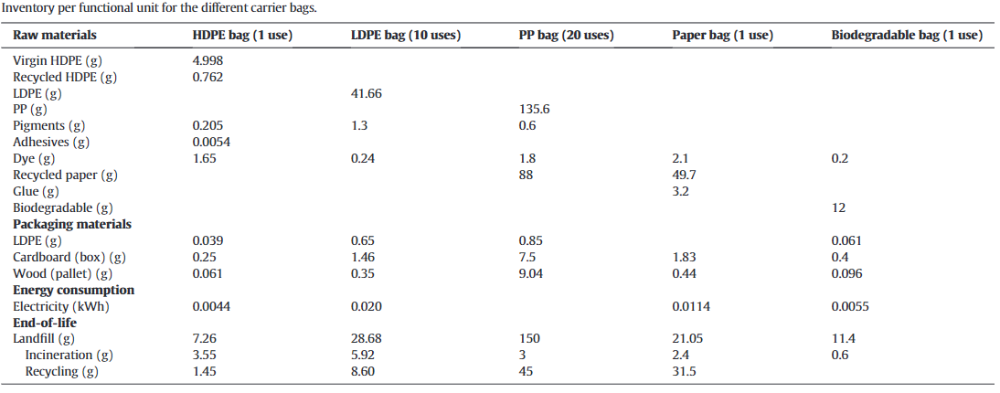 Inventory per functional unit for the different carrier bags.
Raw materials HDPE bag (1 use) LDPE bag (10 uses) PP bag (20 uses) Paper bag (1 use) Biodegradable bag (1 use)
Virgin HDPE (g) 4.998
Recycled HDPE (g) 0.762
LDPE (g) 41.66
PP (g) 135.6
Pigments (g) 0.205 1.3 0.6
Adhesives (g) 0.0054
Dye (g) 1.65 0.24 1.8 2.1 0.2
Recycled paper (g) 88 49.7
Glue (g) 3.2
Biodegradable (g) 12
Packaging materials
LDPE (g) 0.039 0.65 0.85 0.061
Cardboard (box) (g) 0.25 1.46 7.5 1.83 0.4
Wood (pallet) (g) 0.061 0.35 9.04 0.44 0.096
Energy consumption
Electricity (kWh) 0.0044 0.020 0.0114 0.0055
End-of-life
Landfill (g) 7.26 28.68 150 21.05 11.4
Incineration (g) 3.55 5.92 3 2.4 0.6
Recycling (g) 1.45 8.60 45 31.5